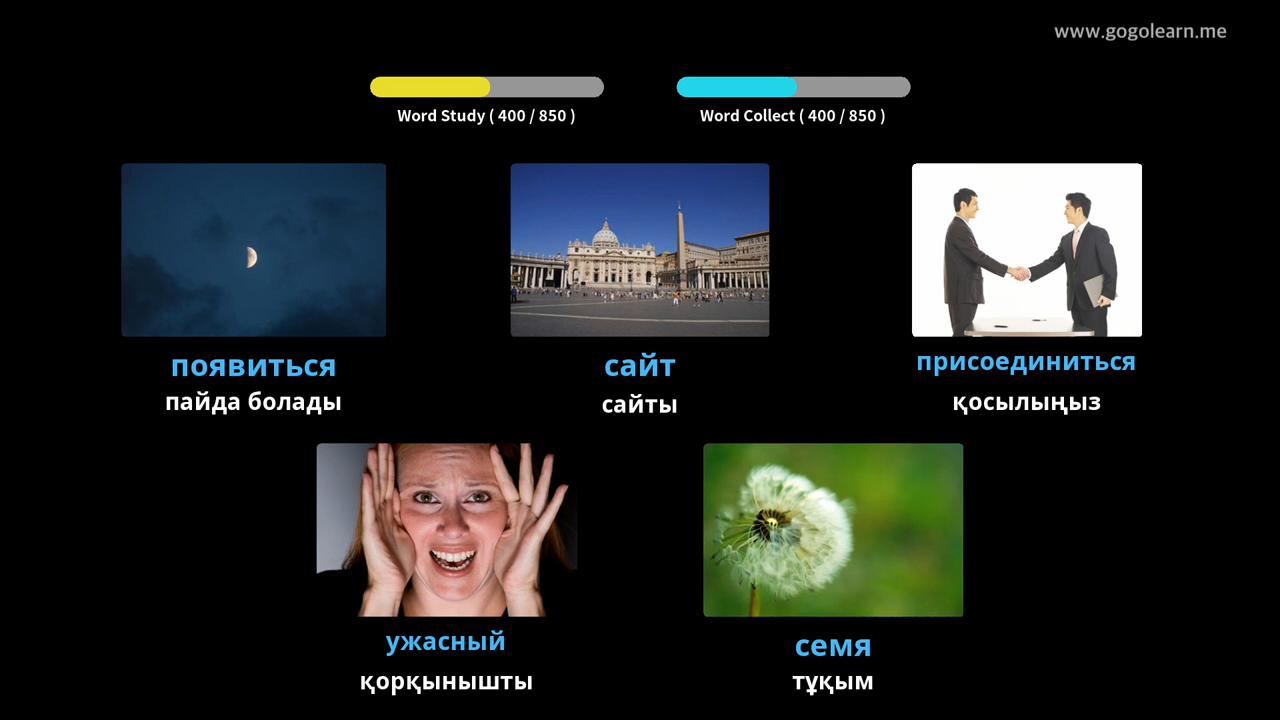 www.gogolearn.me
Word Study ( 400 / 850 )
Word Collect ( 400 / 850 )
появиться
пайда болады
сайт
сайты
присоединиться
қосылыңыз
ужасный
қорқынышты
семя
тұқым